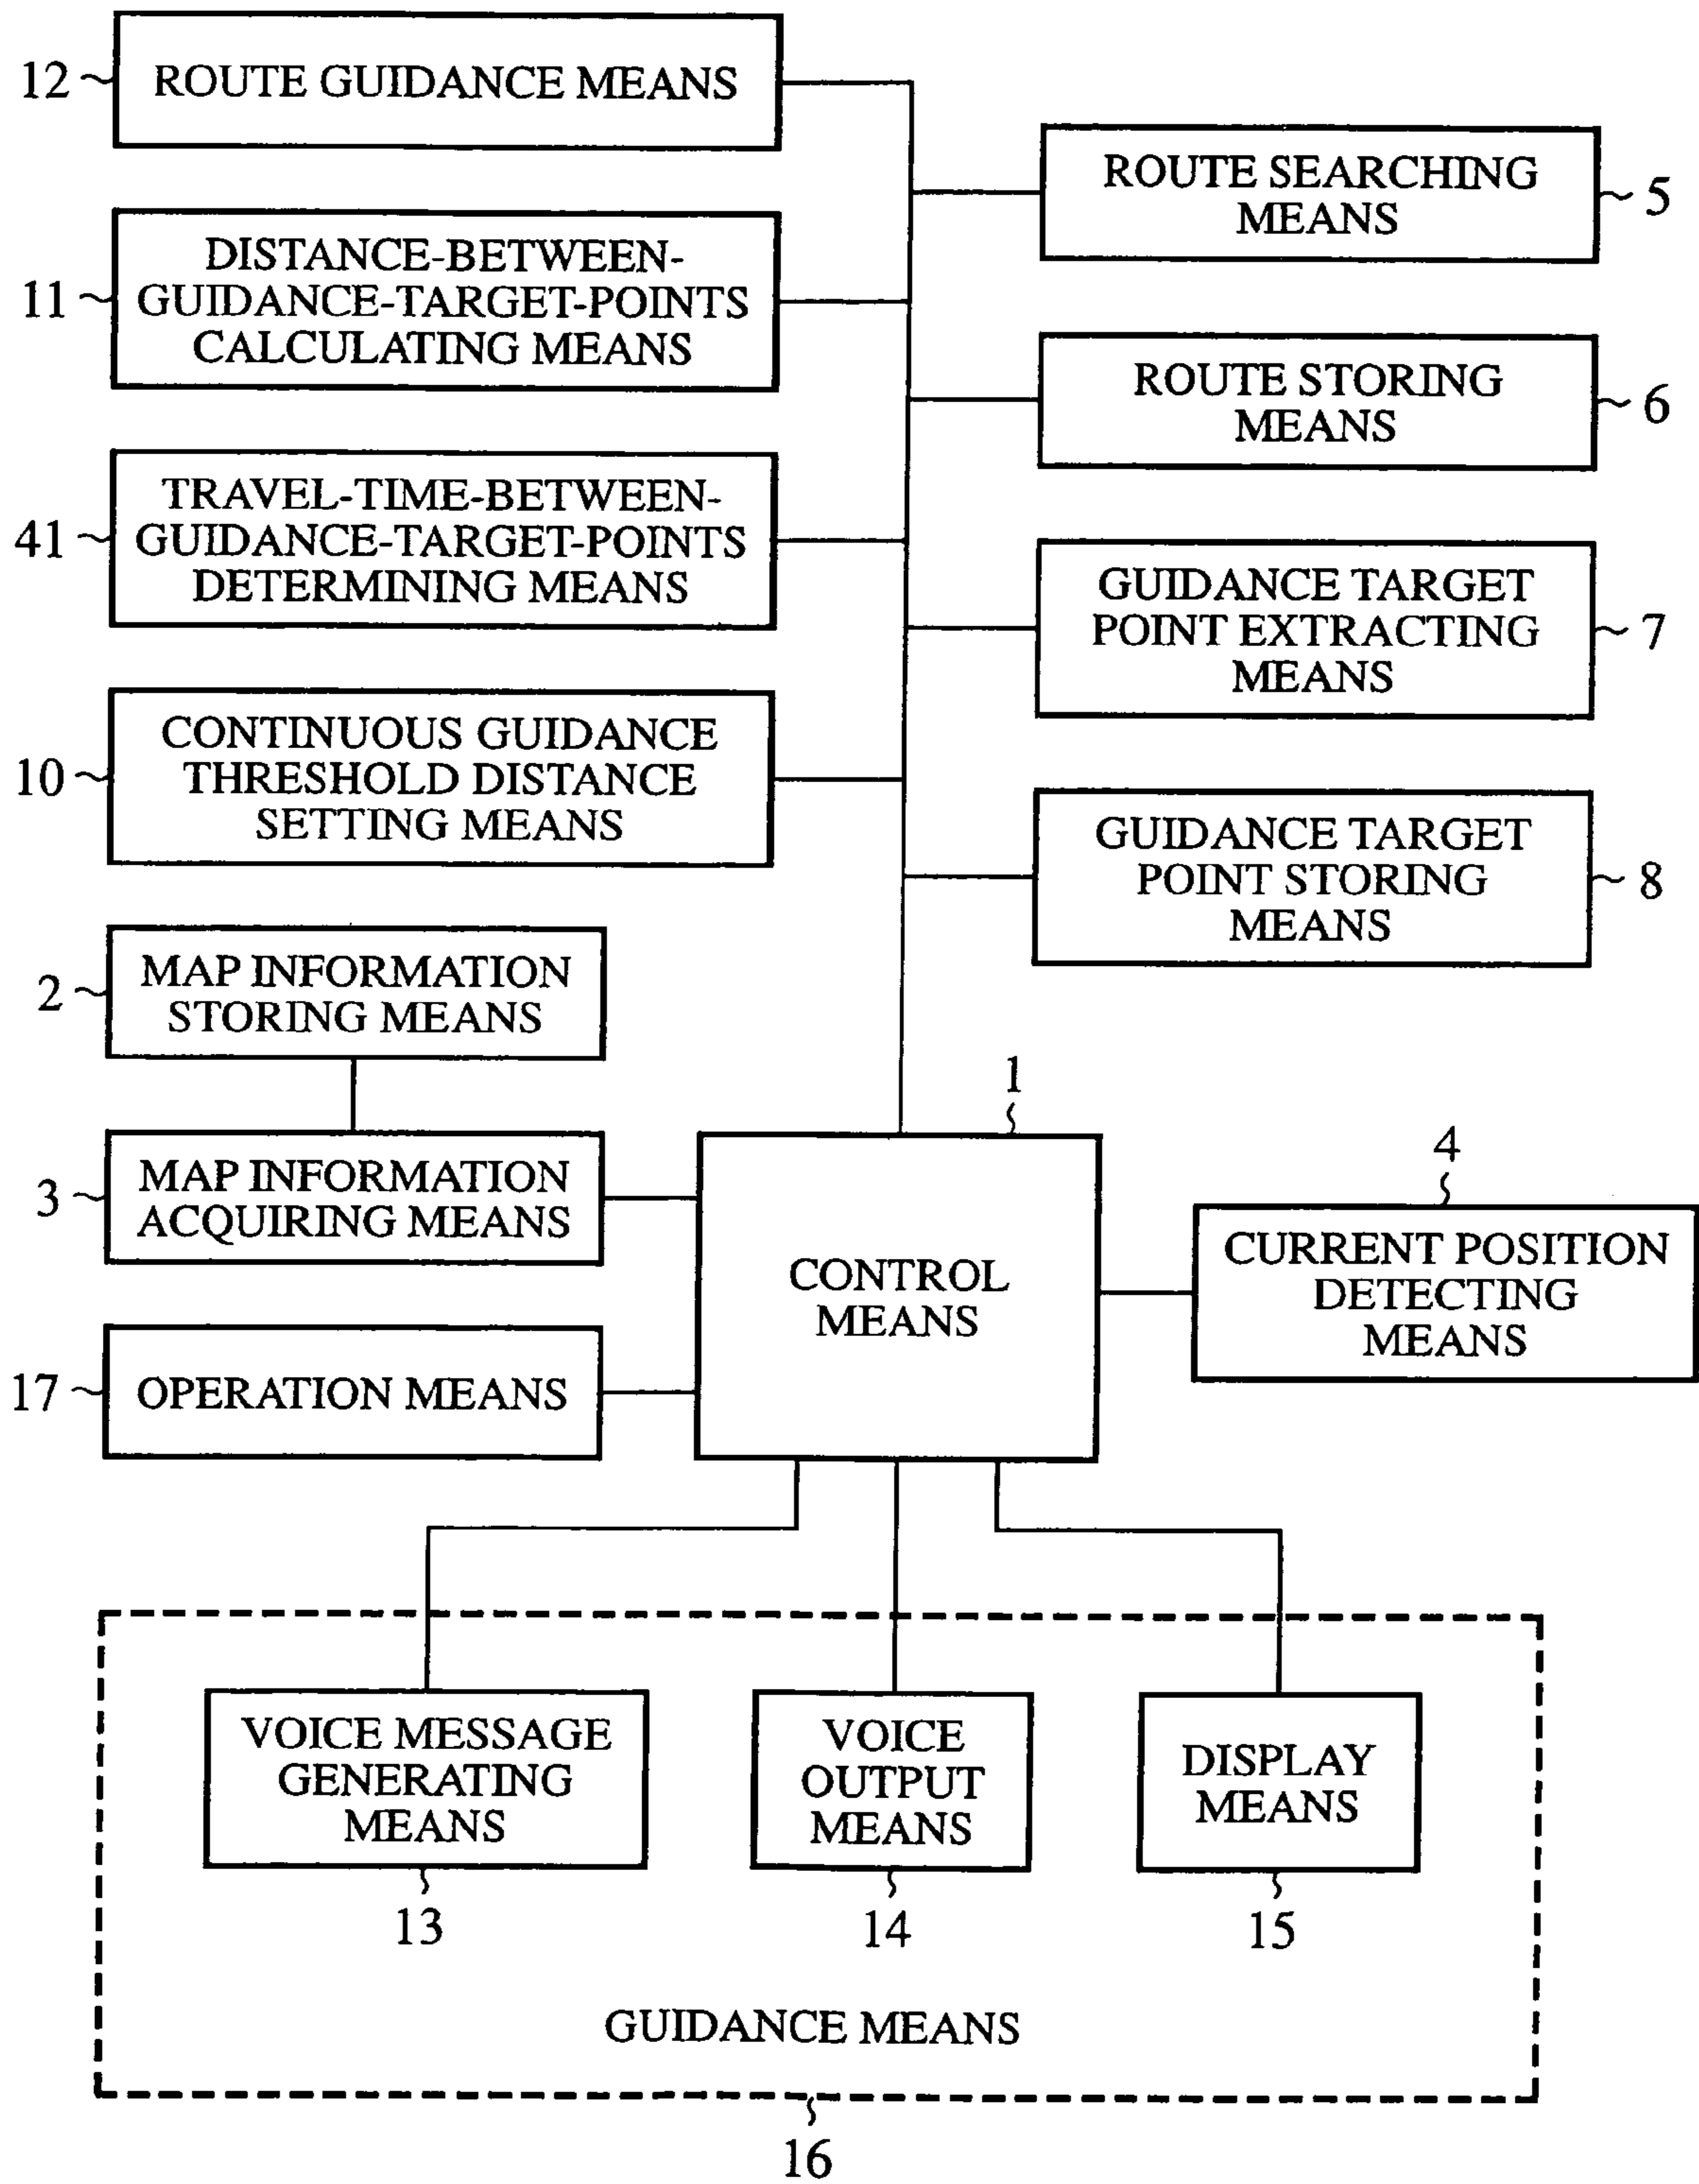 12
ROUTE GUIDANCE MEANS
ROUTE SEARCHING
MEANS
5
11
DISTANCE-BETWEEN-
GUIDANCE-TARGET-POINTS
CALCULATING MEANS
ROUTE STORING
MEANS
6
41
TRAVEL-TIME-BETWEEN-
GUIDANCE-TARGET-POINTS
DETERMINING MEANS
GUIDANCE TARGET
POINT EXTRACTING
MEANS
7
10
CONTINUOUS GUIDANCE
THRESHOLD DISTANCE
SETTING MEANS
GUIDANCE TARGET
POINT STORING
MEANS
8
2
MAP INFORMATION
STORING MEANS
3
MAP INFORMATION
ACQUIRING MEANS
1
CONTROL
MEANS
4
CURRENT POSITION
DETECTING
MEANS
17
OPERATION MEANS
VOICE MESSAGE
GENERATING
MEANS
13
VOICE
OUTPUT
MEANS
14
DISPLAY
MEANS
15
GUIDANCE MEANS
16